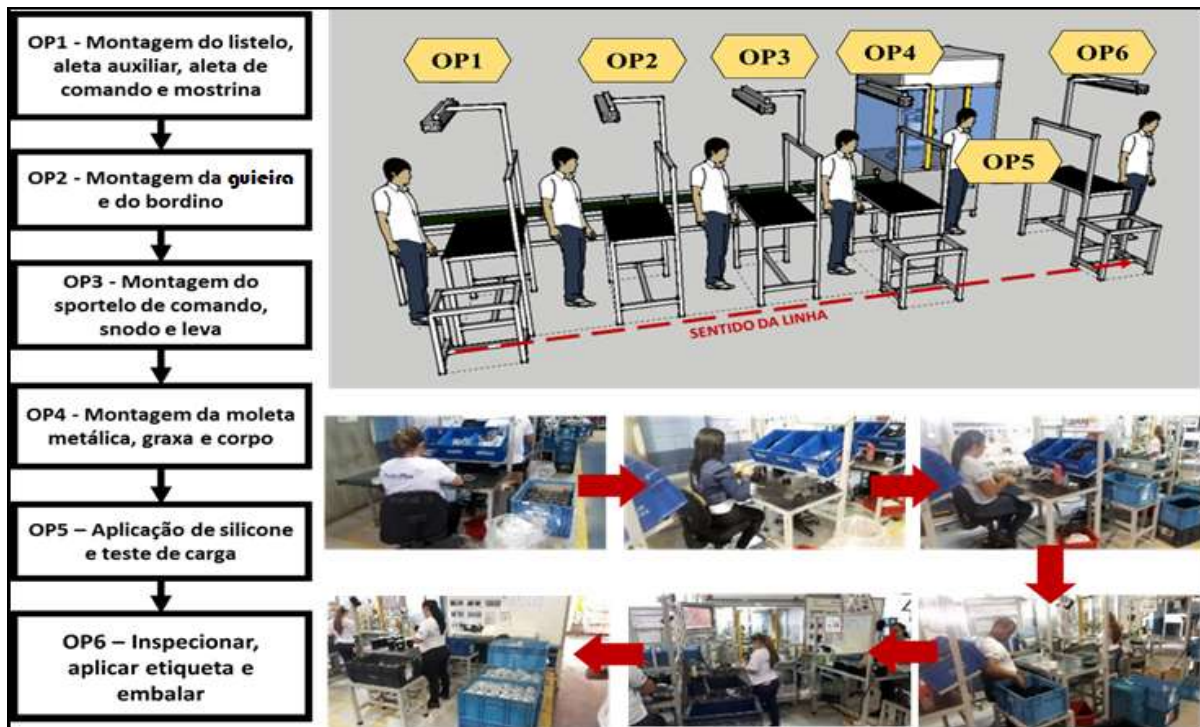 OP1 - Montagem do listelo,
aleta auxiliar, aleta de
comando e mostrina
OP2 - Montagem da guieira
e do bordino
OP3 - Montagem do
sportelo de comando,
snodo e leva
OP4 - Montagem da moleta
metálica, graxa e corpo
OP5 – Aplicação de silicone
e teste de carga
OP6 – Inspecionar,
aplicar etiqueta e
embalar
OP1
OP2
OP3
OP4
OP5
OP6
SENTIDO DA LINHA